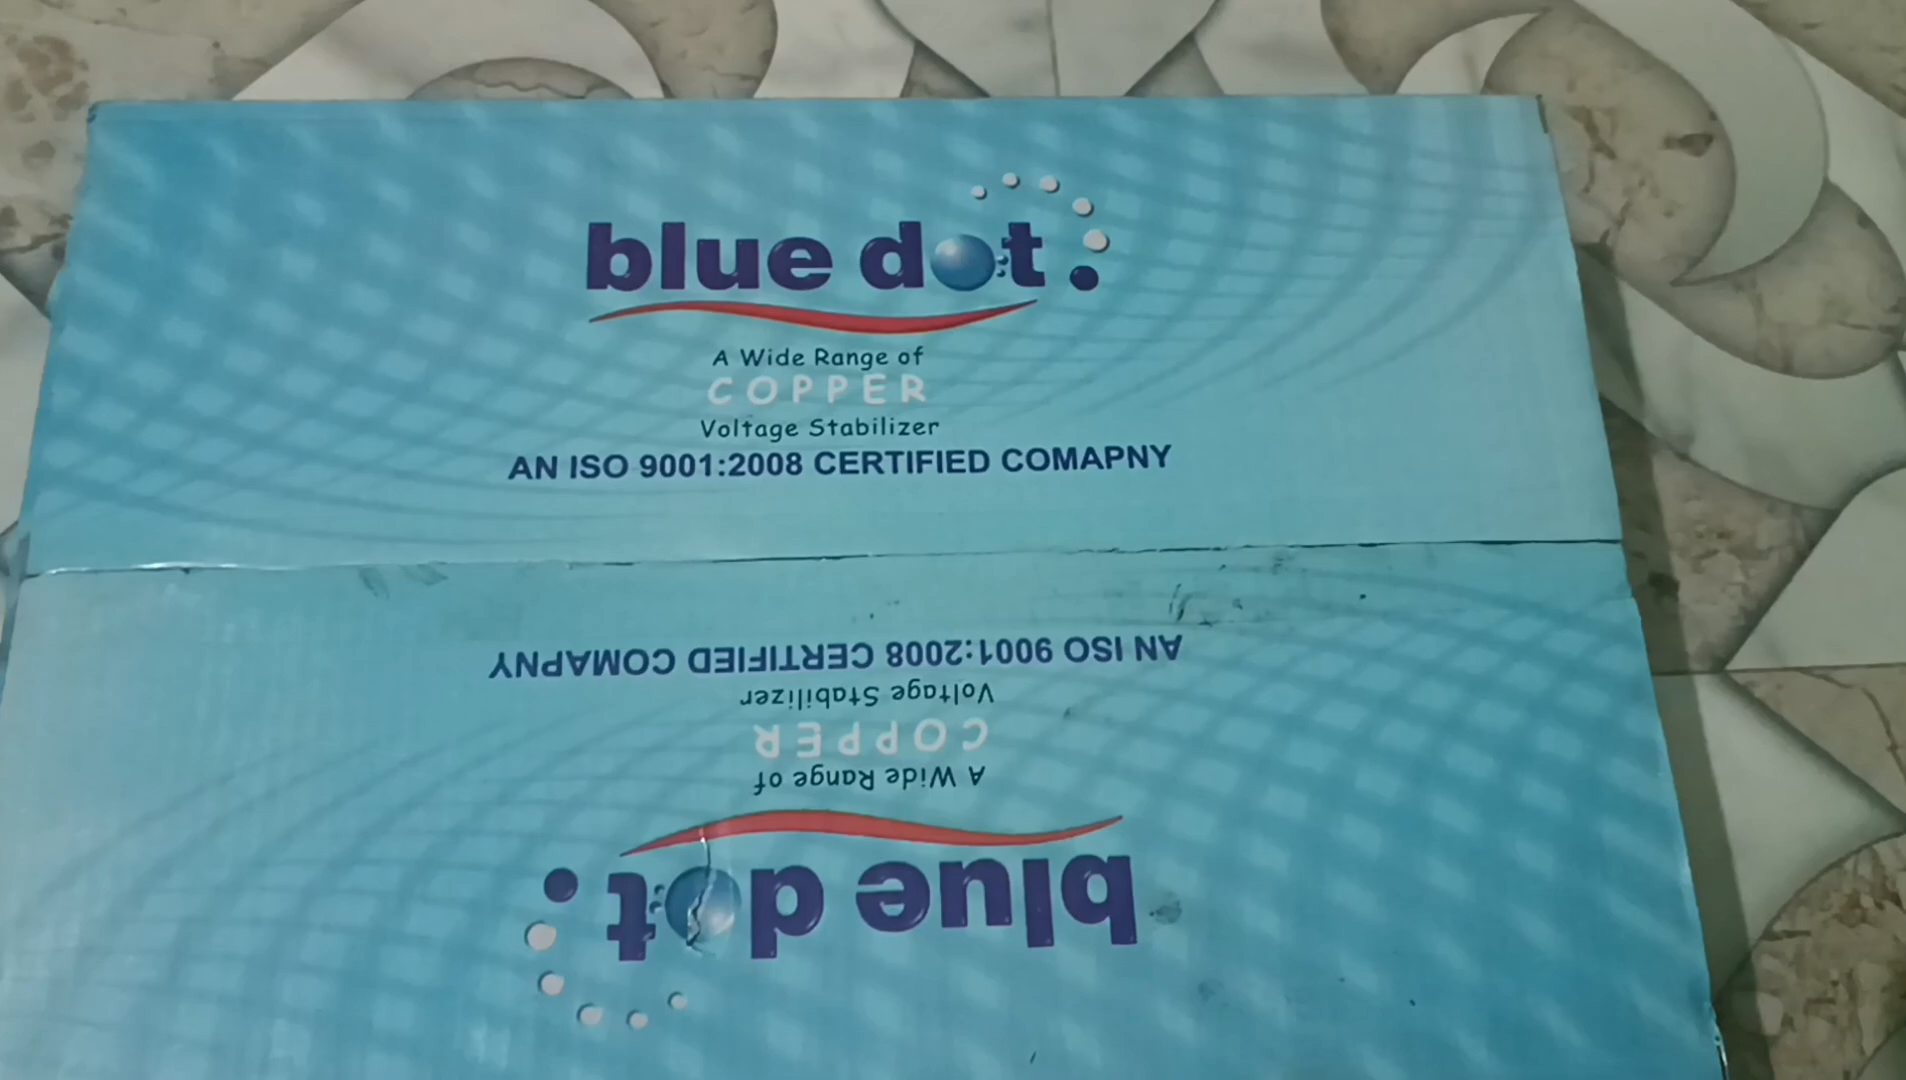 blue dot.
A Wide Range of
COPPER
Voltage Stabilizer
AN ISO 9001:2008 CERTIFIED COMAPNY
AN ISO 9001:2008 CERTIFIED COMAPNY
Voltage Stabilizer
COPPER
A Wide Range of
blue dot.